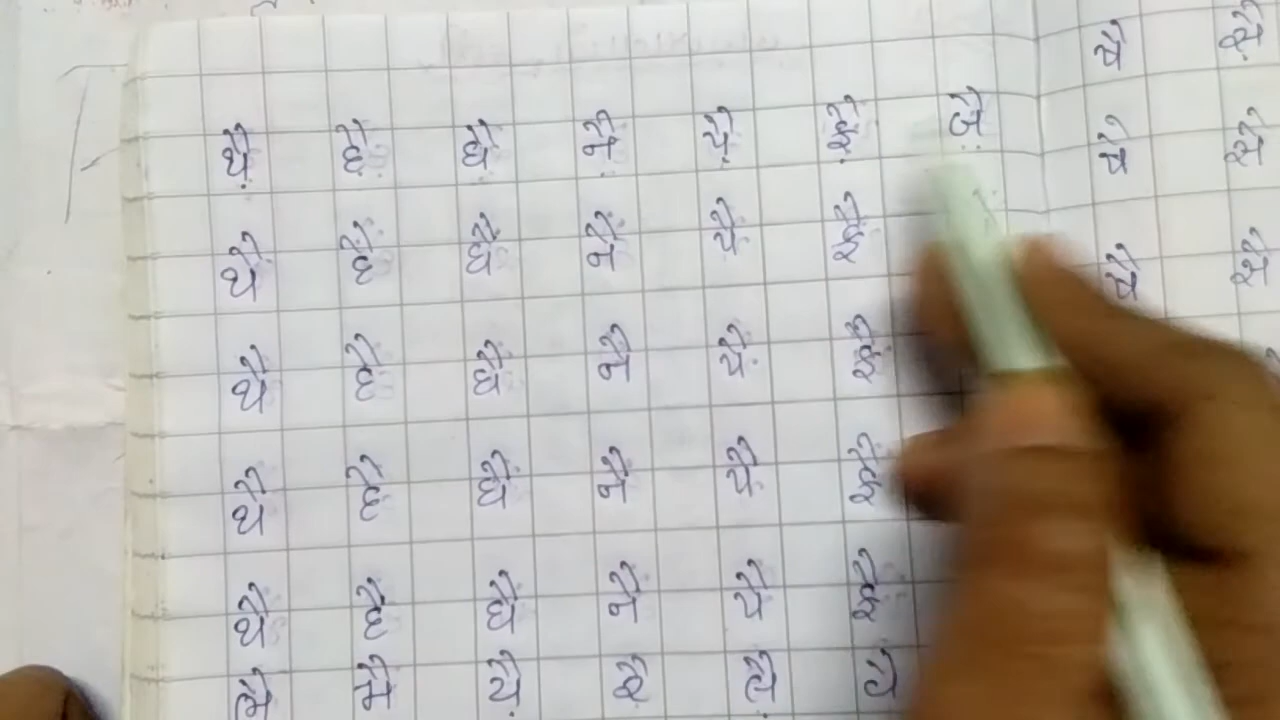 थै दै धै नै पै फै बै
थै दै धै नै पै फै
थै दै धै नै पै फै
थै दै धै नै पै फै
थै दै धै नै पै फै
भै मै यै रै लै वै